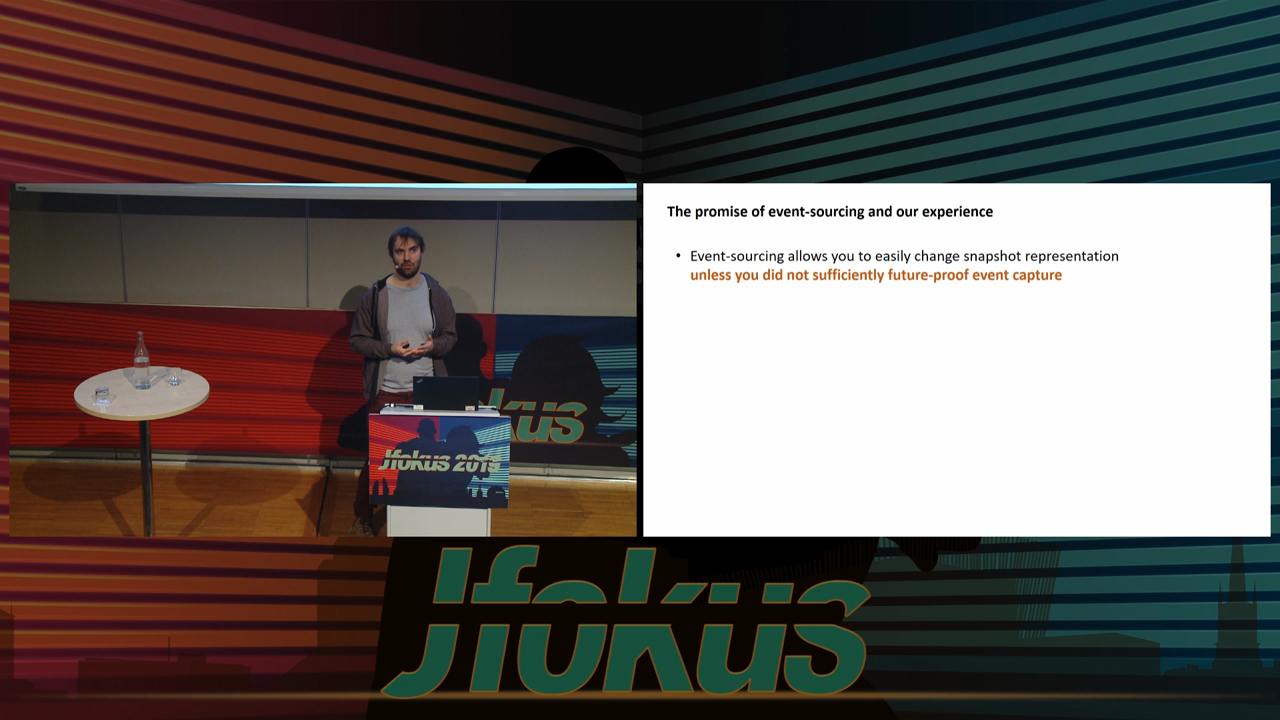 The promise of event-sourcing and our experience
• Event-sourcing allows you to easily change snapshot representation
unless you did not sufficiently future-proof event capture
kus
Jfokus 2019
Jfokus